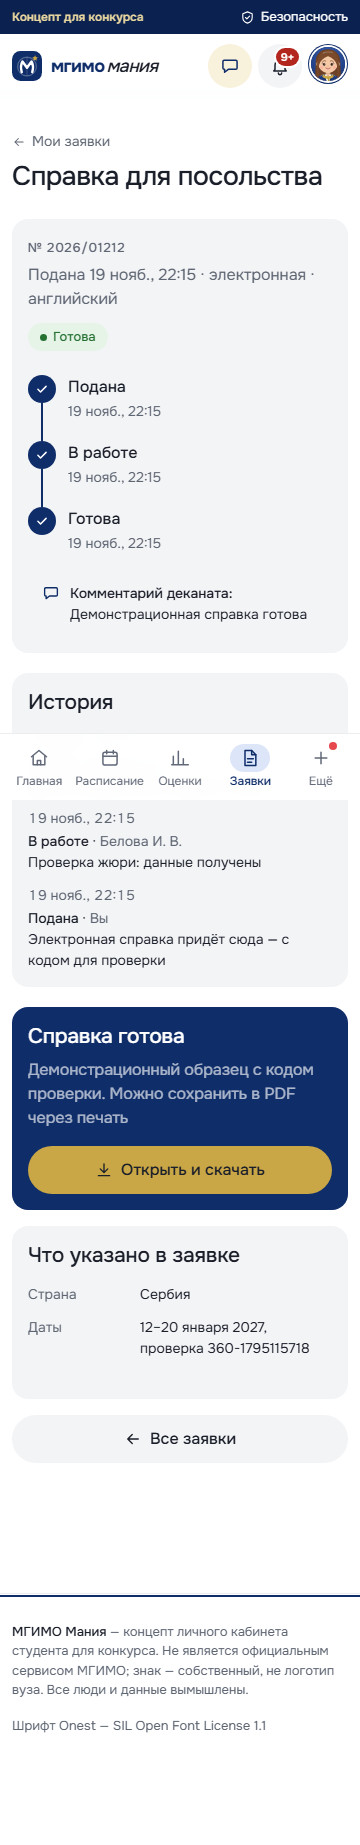 Концепт для конкурса
Безопасность
МГИМО мания
9+
← Мои заявки
Справка для посольства
№ 2026/01212
Подана 19 нояб., 22:15 · электронная ·
английский
Готова
Подана
19 нояб., 22:15
В работе
19 нояб., 22:15
Готова
19 нояб., 22:15
Комментарий деканата:
Демонстрационная справка готова
История
Главная
Расписание
Оценки
Заявки
Ещё
19 нояб., 22:15
В работе · Белова И. В.
Проверка жюри: данные получены
19 нояб., 22:15
Подана · Вы
Электронная справка придёт сюда — с
кодом для проверки
Справка готова
Демонстрационный образец с кодом
проверки. Можно сохранить в PDF
через печать
Открыть и скачать
Что указано в заявке
Страна
Сербия
Даты
12–20 января 2027,
проверка 360-1795115718
← Все заявки
МГИМО Мания — концепт личного кабинета
студента для конкурса. Не является официальным
сервисом МГИМО; знак — собственный, не логотип
вуза. Все люди и данные вымышлены.
Шрифт Onest — SIL Open Font License 1.1